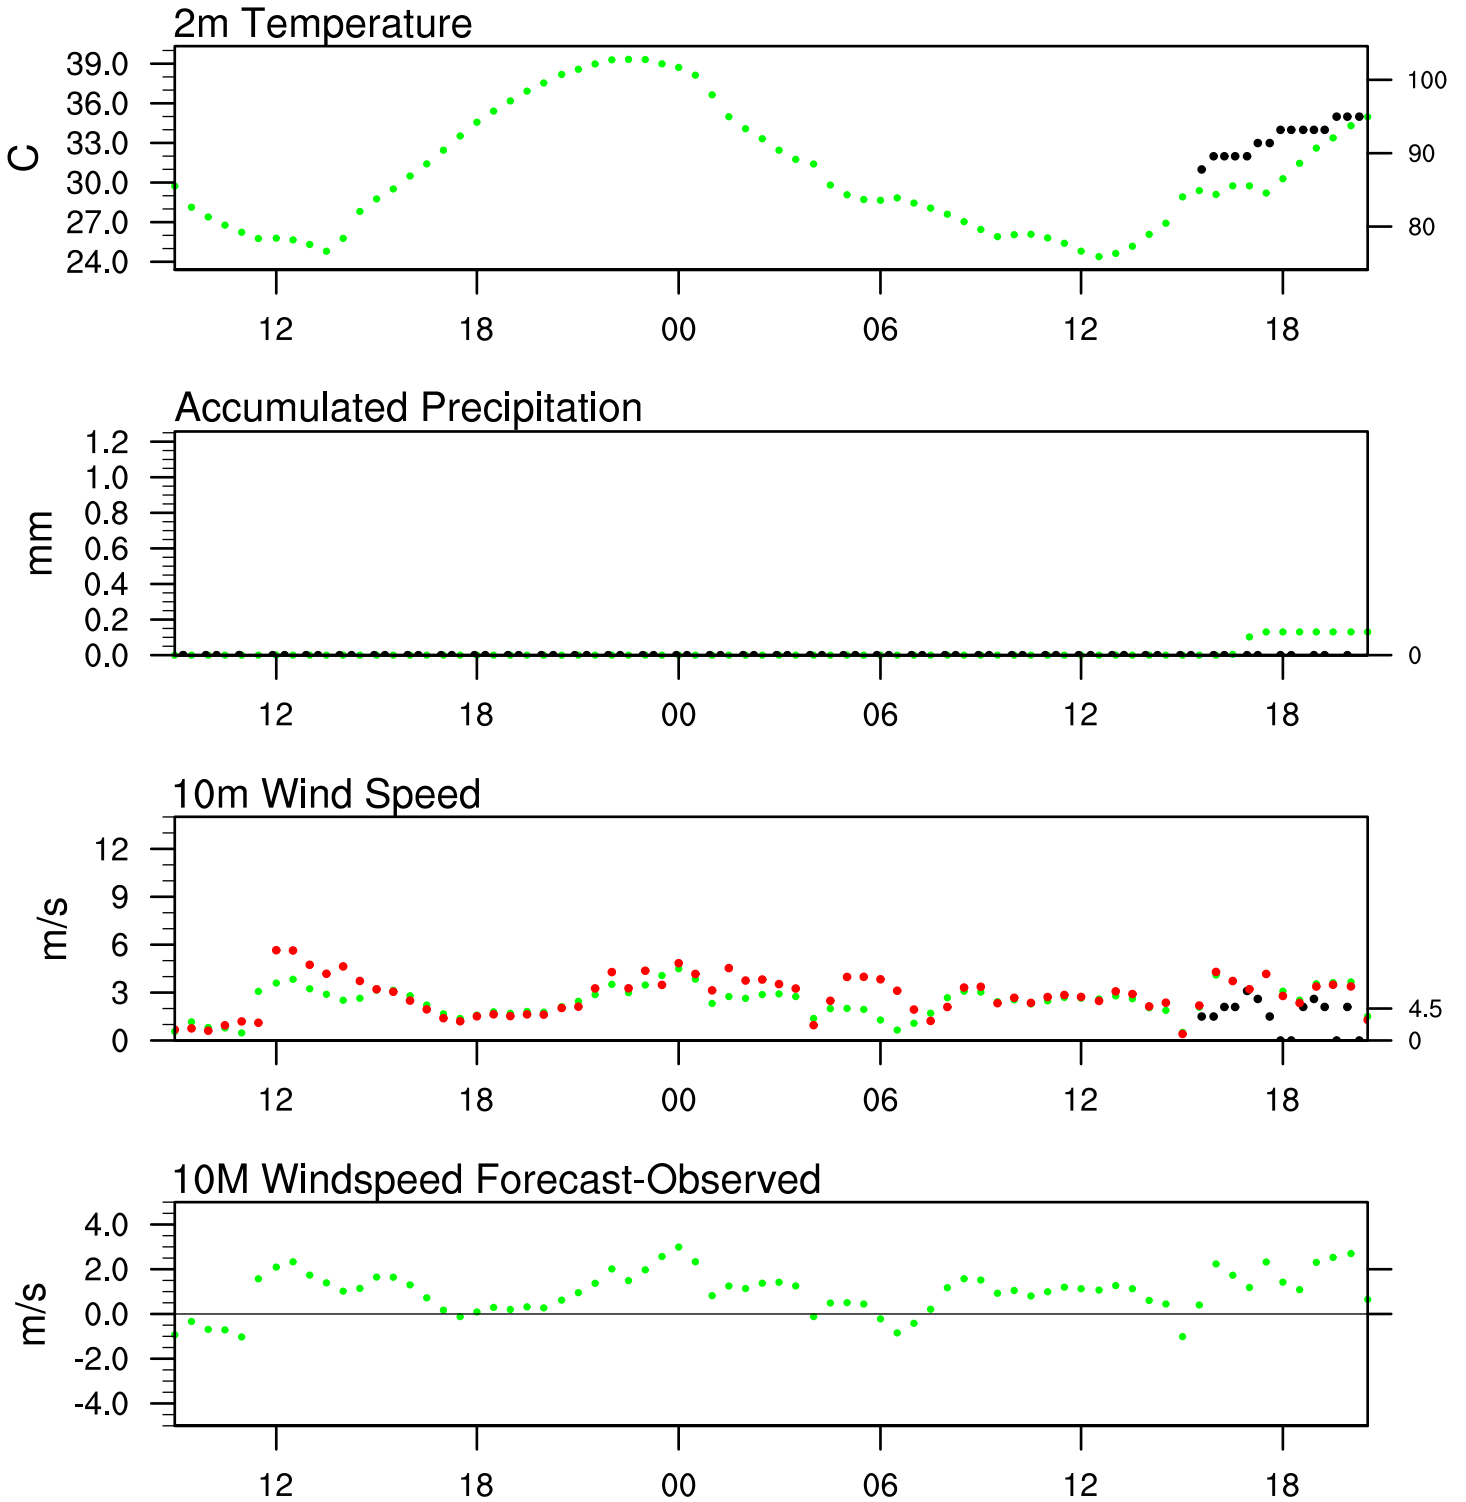 2m Temperature
39.0
36.0
33.0
30.0
27.0
24.0
C
100
90
80
12 18 00 06 12 18
Accumulated Precipitation
1.2
1.0
0.8
0.6
0.4
0.2
0.0
mm
0
12 18 00 06 12 18
10m Wind Speed
12
9
6
3
0
m/s
4.5
0
12 18 00 06 12 18
10M Windspeed Forecast-Observed
4.0
2.0
0.0
-2.0
-4.0
m/s
12 18 00 06 12 18